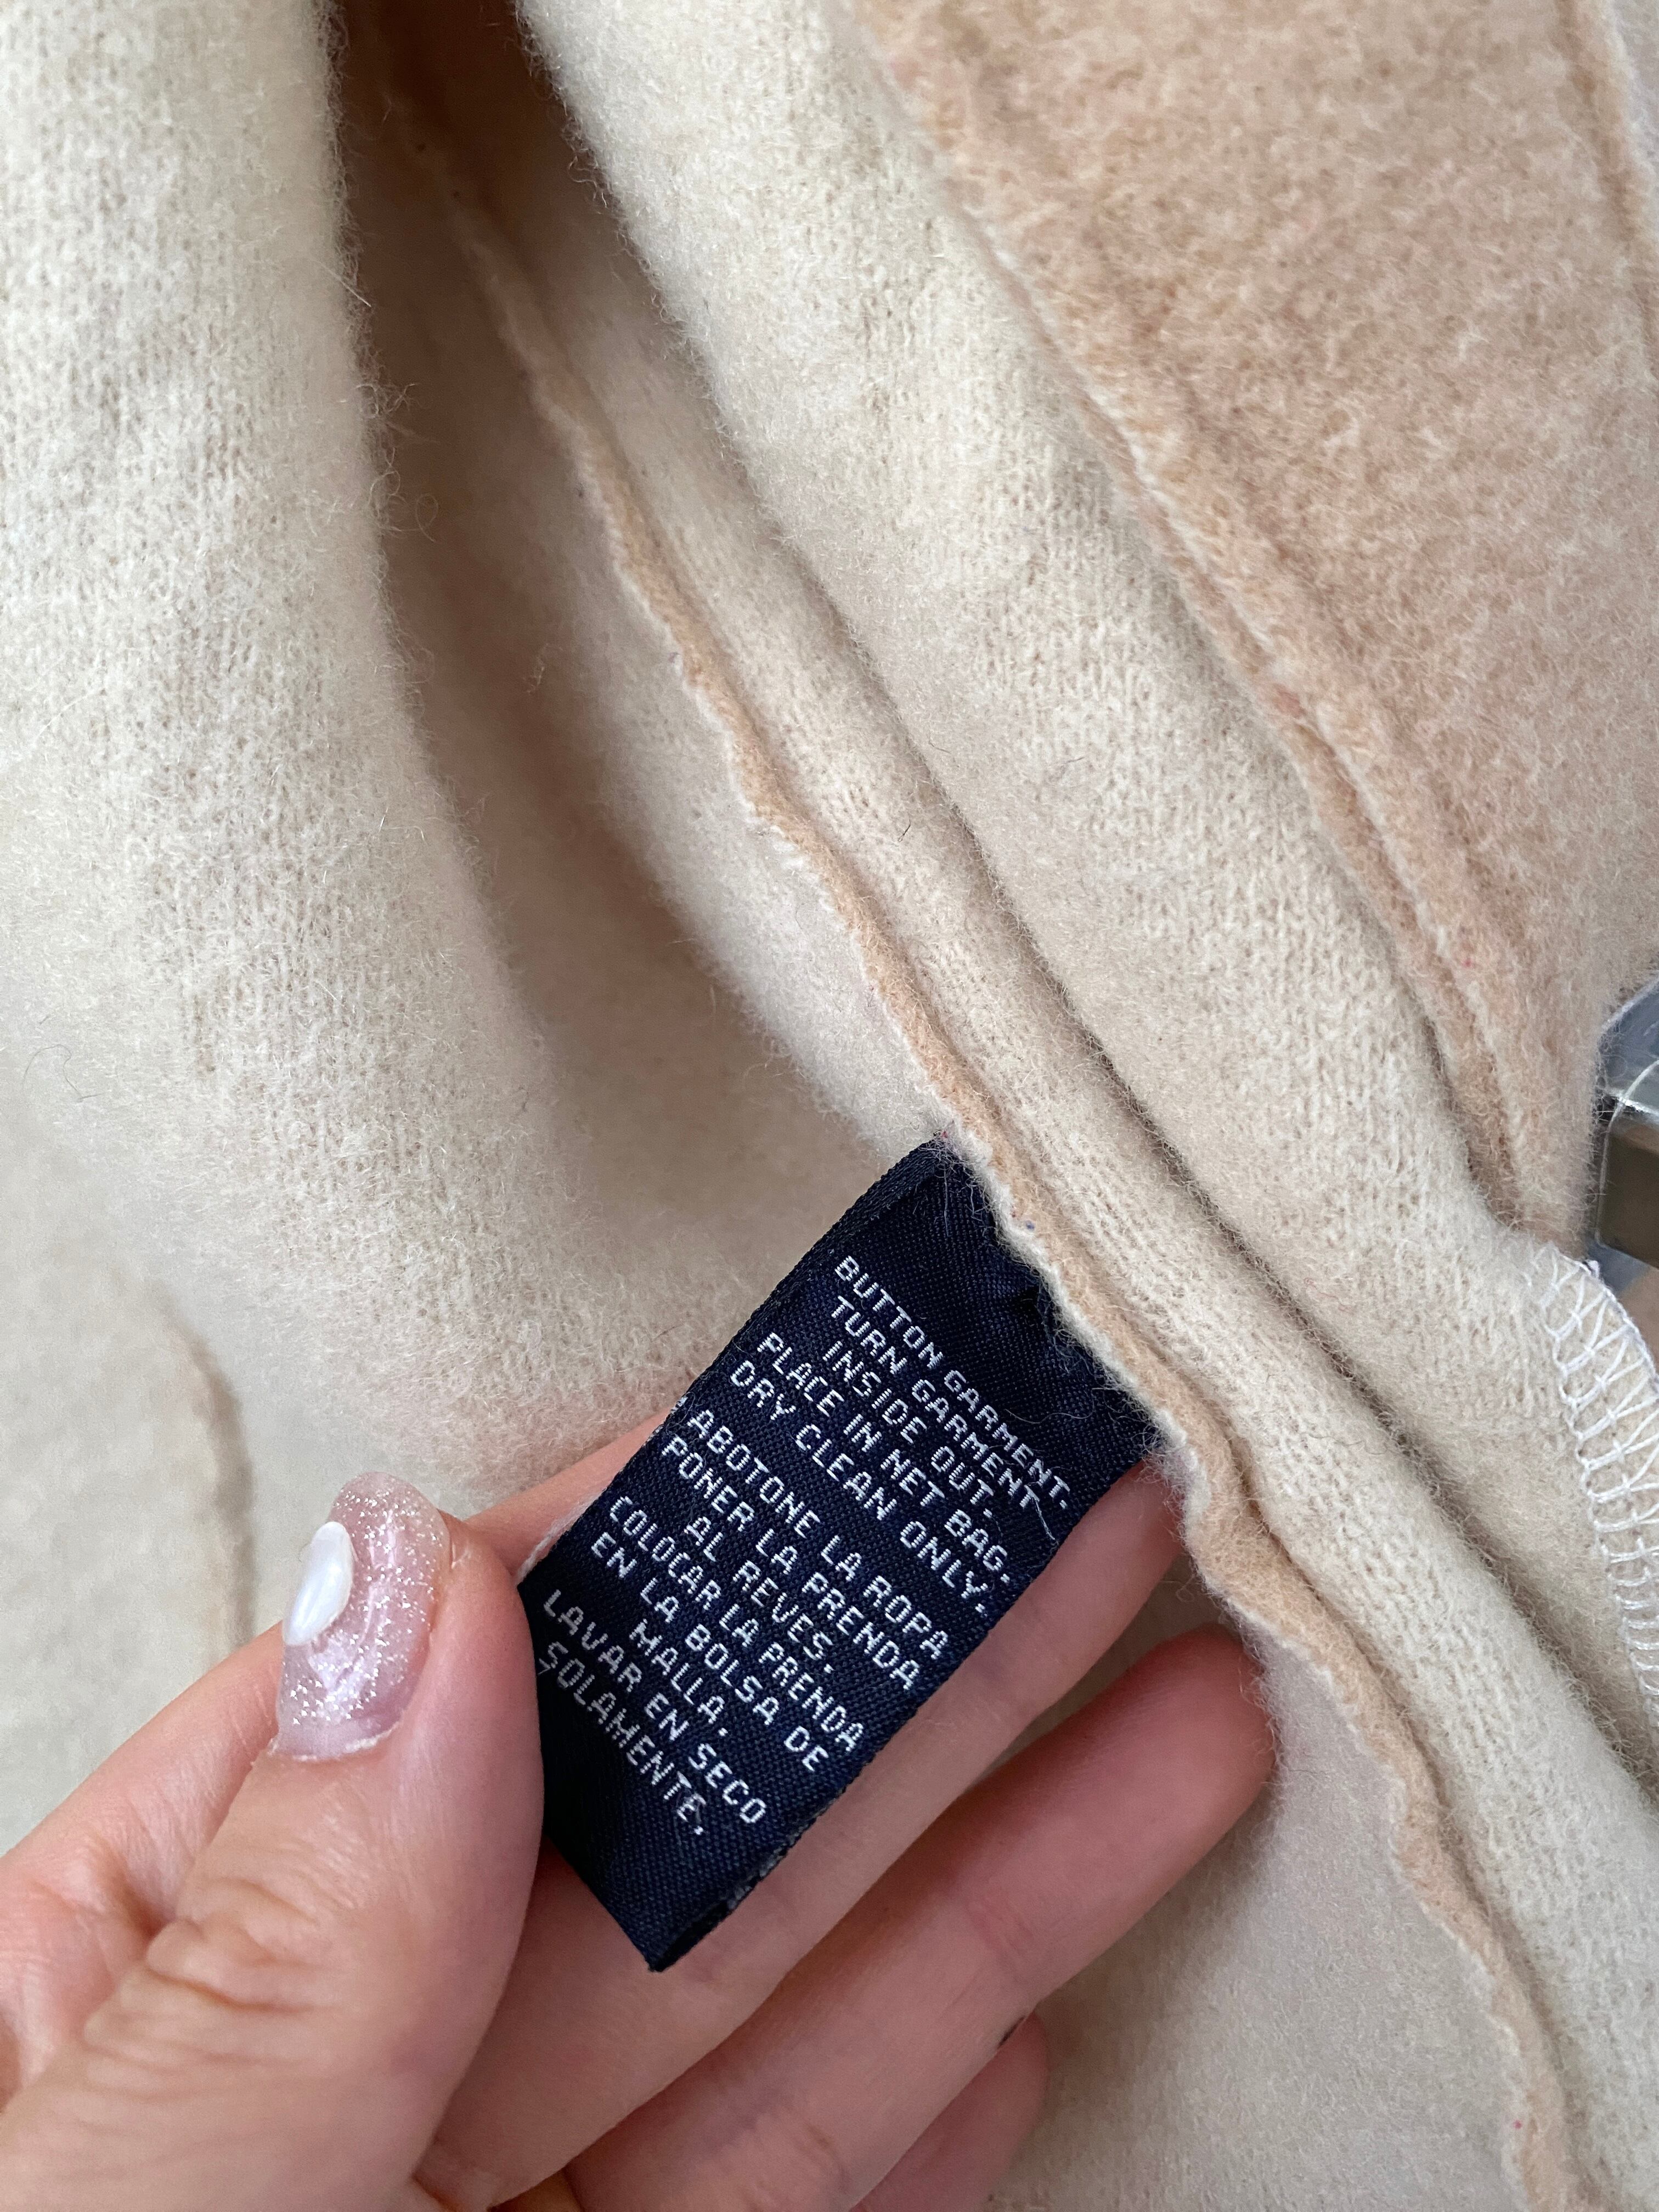 BUTTON GARMENT.
TURN GARMENT
INSIDE OUT.
PLACE IN NET BAG.
DRY CLEAN ONLY.
ABOTONE LA ROPA
PONER LA PRENDA
AL REVES.
COLOCAR LA PRENDA
EN LA BOLSA DE
MALLA.
LAVAR EN SECO
SOLAMENTE.